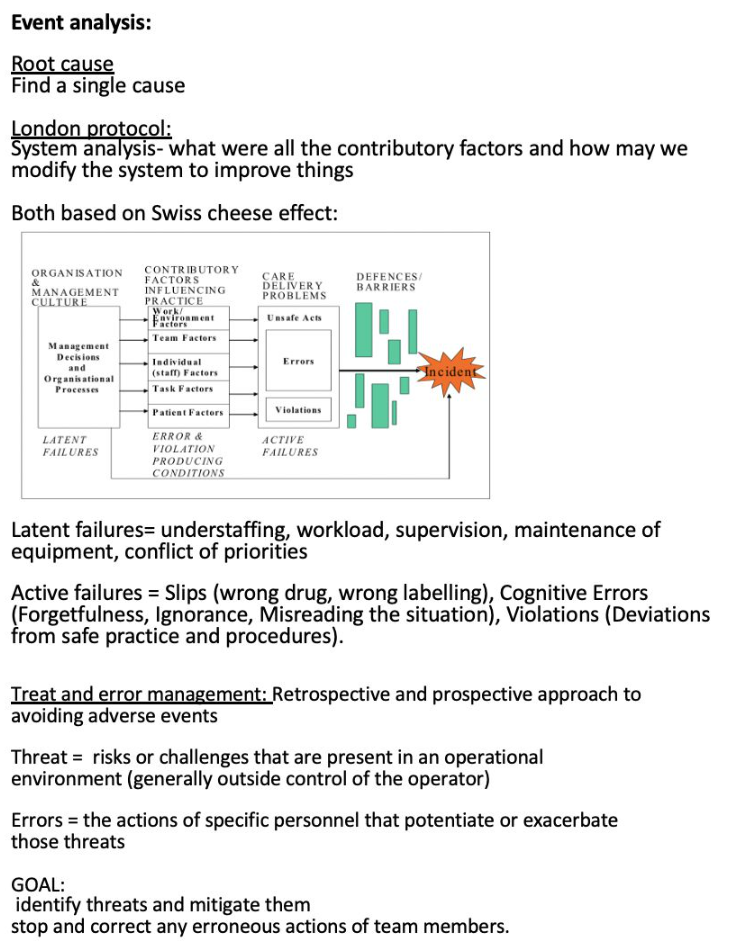 Event analysis:
Root cause
Find a single cause
London protocol:
System analysis- what were all the contributory factors and how may we
modify the system to improve things
Both based on Swiss cheese effect:
ORGANISATION
&
MANAGEMENT
CULTURE
CONTRIBUTORY
FACTORS
INFLUENCING
PRACTICE
CARE
DELIVERY
PROBLEMS
DEFENCES/
BARRIERS
Management
Decisions
and
Organisational
Processes
Work/
Environment
Factors
Team Factors
Individual
(staff) Factors
Task Factors
Patient Factors
Unsafe Acts
Errors
Violations
Incident
LATENT
FAILURES
ERROR &
VIOLATION
PRODUCING
CONDITIONS
ACTIVE
FAILURES
Latent failures= understaffing, workload, supervision, maintenance of
equipment, conflict of priorities
Active failures = Slips (wrong drug, wrong labelling), Cognitive Errors
(Forgetfulness, Ignorance, Misreading the situation), Violations (Deviations
from safe practice and procedures).
Treat and error management: Retrospective and prospective approach to
avoiding adverse events
Threat = risks or challenges that are present in an operational
environment (generally outside control of the operator)
Errors = the actions of specific personnel that potentiate or exacerbate
those threats
GOAL:
identify threats and mitigate them
stop and correct any erroneous actions of team members.